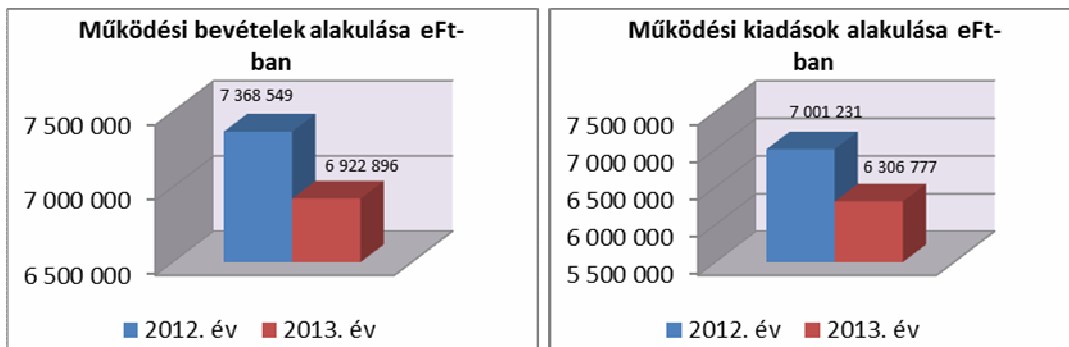 Működési bevételek alakulása eFt-
ban
7 368 549
7 500 000
6 922 896
7 000 000
6 500 000
2012. év
2013. év
Működési kiadások alakulása eFt-
ban
7 001 231
7 500 000
7 000 000
6 306 777
6 500 000
6 000 000
5 500 000
2012. év
2013. év